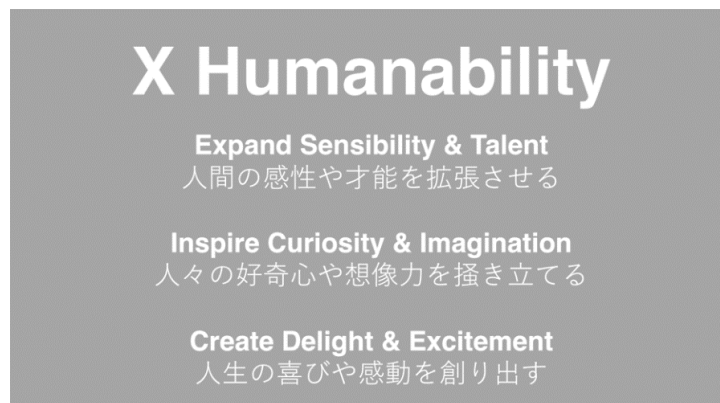 X Humanability
Expand Sensibility & Talent
人間の感性や才能を拡張させる
Inspire Curiosity & Imagination
人々の好奇心や想像力を掻き立てる
Create Delight & Excitement
人生の喜びや感動を創り出す